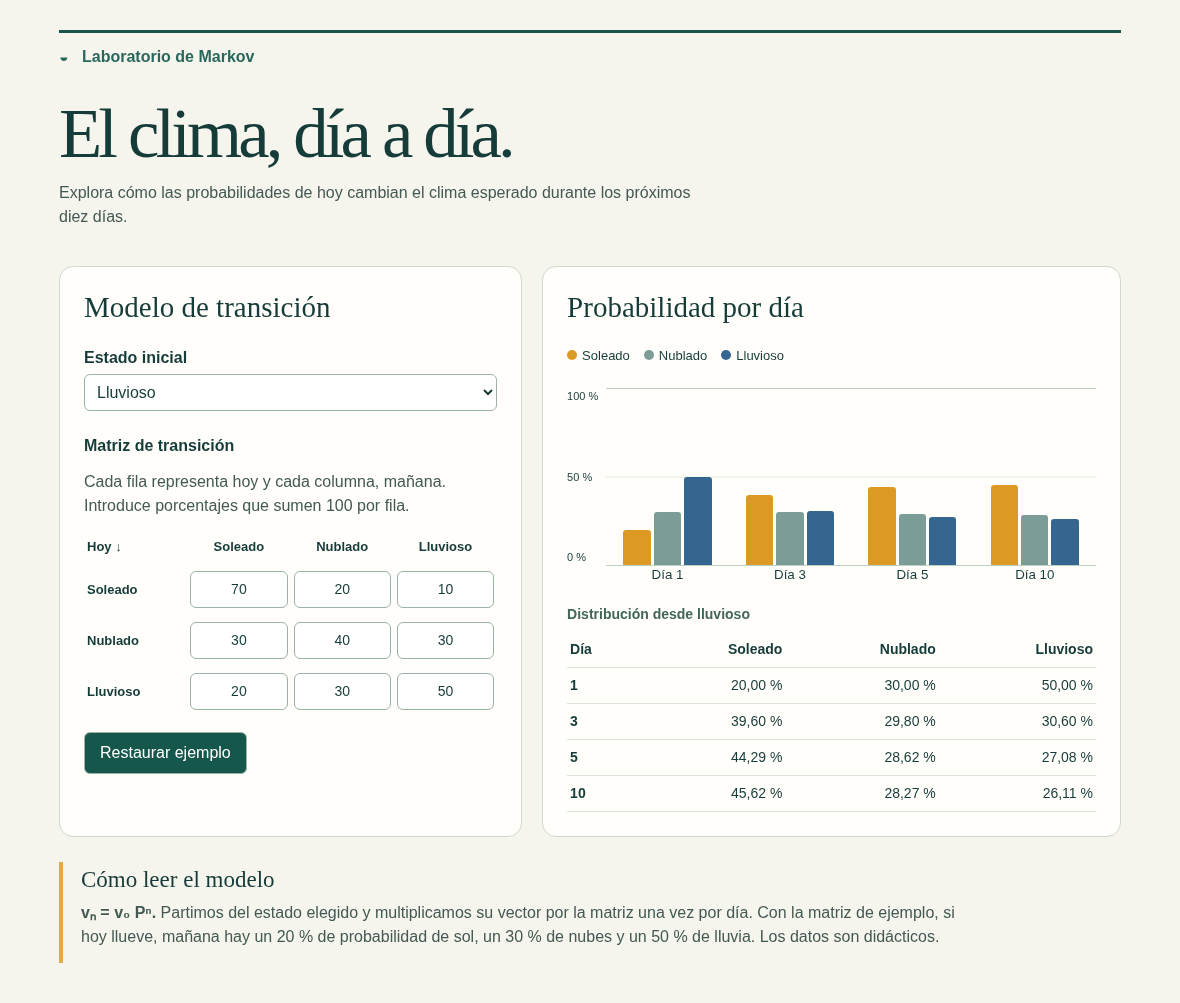 Laboratorio de Markov
El clima, día a día.
Explora cómo las probabilidades de hoy cambian el clima esperado durante los próximos
diez días.
Modelo de transición
Estado inicial
Lluvioso
Matriz de transición
Cada fila representa hoy y cada columna, mañana.
Introduce porcentajes que sumen 100 por fila.
Hoy ↓ Soleado Nublado Lluvioso
Soleado 70 20 10
Nublado 30 40 30
Lluvioso 20 30 50
Restaurar ejemplo
Probabilidad por día
Soleado Nublado Lluvioso
100 %
50 %
0 %
Día 1 Día 3 Día 5 Día 10
Distribución desde lluvioso
Día Soleado Nublado Lluvioso
1 20,00 % 30,00 % 50,00 %
3 39,60 % 29,80 % 30,60 %
5 44,29 % 28,62 % 27,08 %
10 45,62 % 28,27 % 26,11 %
Cómo leer el modelo
vₙ = v₀ Pⁿ. Partimos del estado elegido y multiplicamos su vector por la matriz una vez por día. Con la matriz de ejemplo, si
hoy llueve, mañana hay un 20 % de probabilidad de sol, un 30 % de nubes y un 50 % de lluvia. Los datos son didácticos.